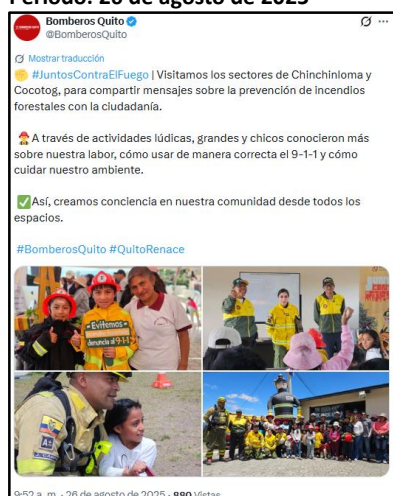 Periodo: 26 de agosto de 2025
Bomberos Quito
@BomberosQuito
Mostrar traducción
#JuntosContraElFuego | Visitamos los sectores de Chinchinloma y
Cocotog, para compartir mensajes sobre la prevención de incendios
forestales con la ciudadanía.
A través de actividades lúdicas, grandes y chicos conocieron más
sobre nuestra labor, cómo usar de manera correcta el 9-1-1 y cómo
cuidar nuestro ambiente.
Así, creamos conciencia en nuestra comunidad desde todos los
espacios.
#BomberosQuito #QuitoRenace
Evitemos
denuncia al 9-1-1
9:52 a. m. · 26 de agosto de 2025 · 880 Vistas